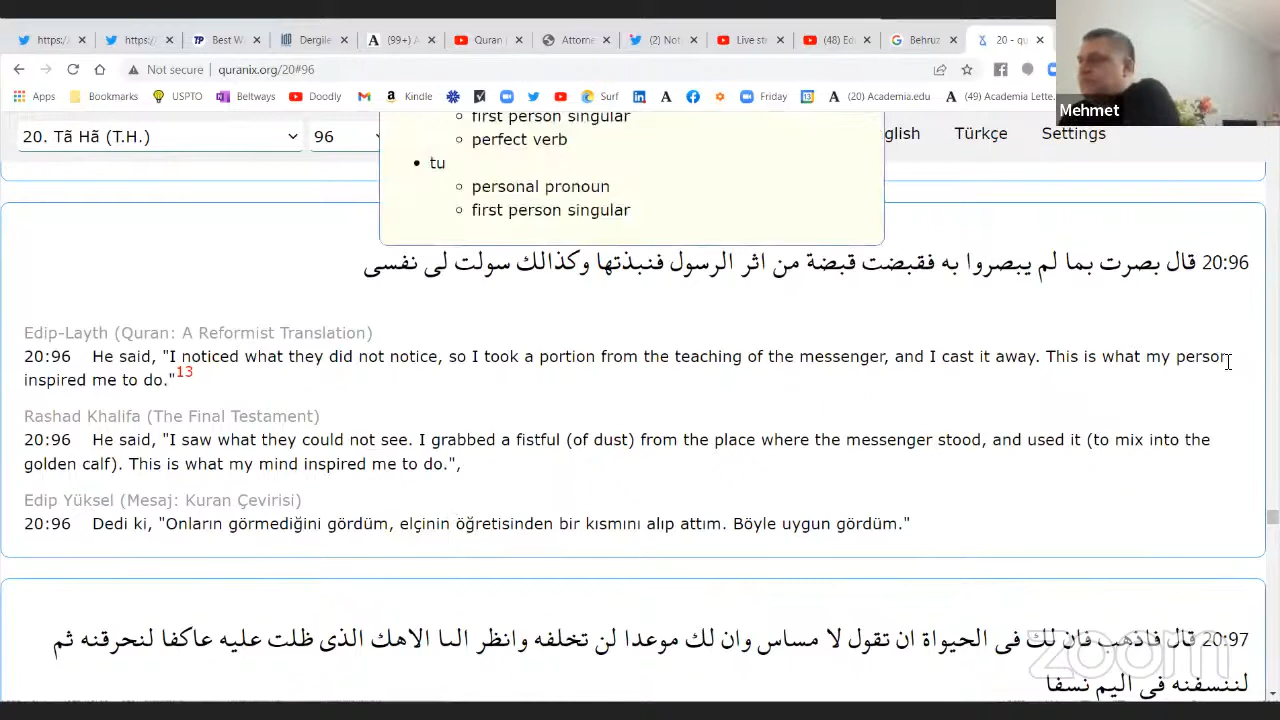 https:/
https:/
TP Best W
Dergile
A (99+) A
Quran
Attorne
(2) Not
Live st
(48) Ed
Behruz
20 - qu
Not secure | quranix.org/20#96
Apps Bookmarks USPTO Beltways Doodly Kindle Surf Friday (20) Academia.edu (49) Academia Lette
Mehmet
20. Tā Hā (T.H.) 96 glish Türkçe Settings
first person singular
perfect verb
• tu
personal pronoun
first person singular
20:96 قال بصرت بما لم يبصروا به فقبضت قبضة من اثر الرسول فنبذتها وكذالك سولت لى نفسى
Edip-Layth (Quran: A Reformist Translation)
20:96 He said, "I noticed what they did not notice, so I took a portion from the teaching of the messenger, and I cast it away. This is what my person
inspired me to do."13
Rashad Khalifa (The Final Testament)
20:96 He said, "I saw what they could not see. I grabbed a fistful (of dust) from the place where the messenger stood, and used it (to mix into the
golden calf). This is what my mind inspired me to do.",
Edip Yüksel (Mesaj: Kuran Çevirisi)
20:96 Dedi ki, "Onların görmediğini gördüm, elçinin öğretisinden bir kısmını alıp attım. Böyle uygun gördüm."
20:97 قال فاذهب فان لك فى الحيواة ان تقول لا مساس وان لك موعدا لن تخلفه وانظر الىا الاهك الذى ظلت عليه عاكفا لنحرقنه ثم
لننسفنه فى اليم نسفا
zoom